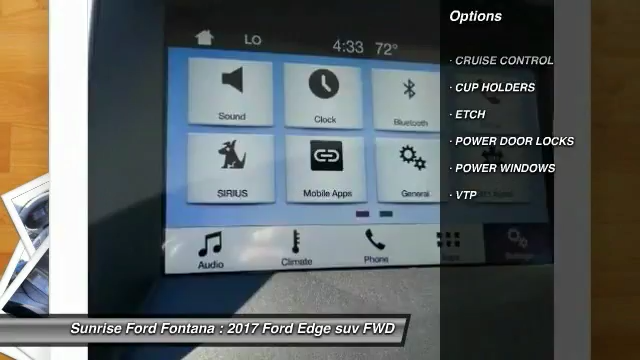 Options
LO
4:33 72°
· CRUISE CONTROL
· CUP HOLDERS
· ETCH
· POWER DOOR LOCKS
· POWER WINDOWS
· VTP
Sound
Clock
Bluetooth
SIRIUS
Mobile Apps
General
Audio
Climate
Phone
Sunrise Ford Fontana : 2017 Ford Edge suv FWD